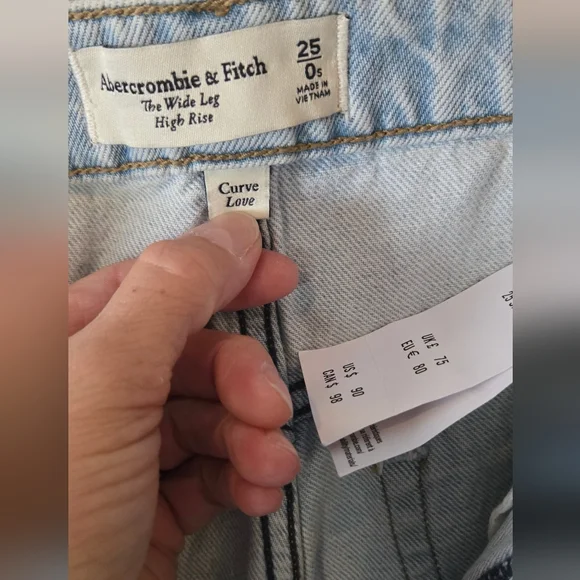 Abercrombie & Fitch
The Wide Leg
High Rise
25
0s
MADE IN
VIETNAM
Curve
Love
UK £ 75
EU € 80
US $ 90
CAN $ 98